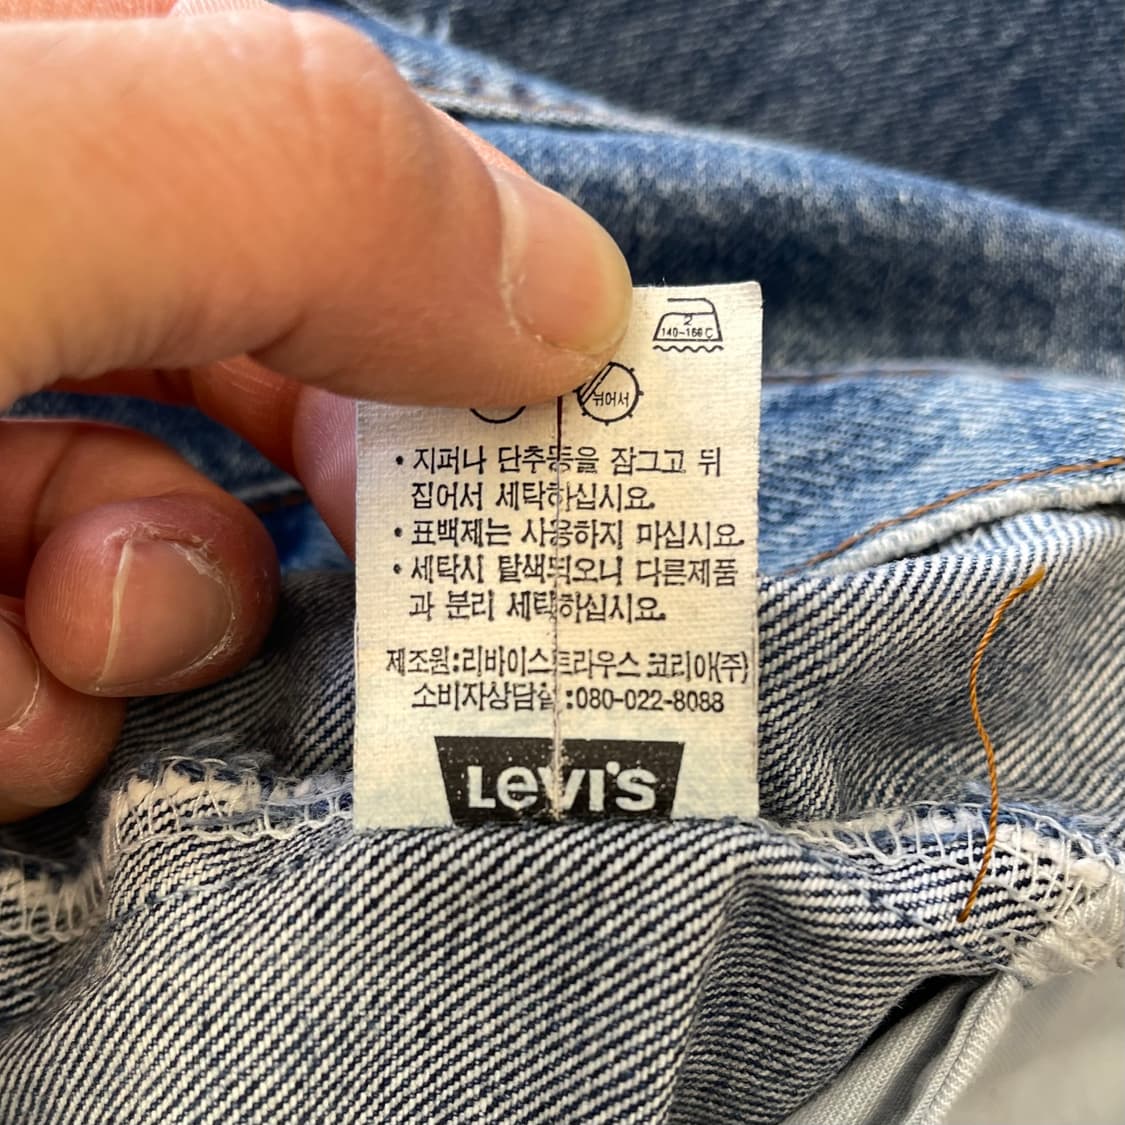 2
140~160℃
뉘어서
• 지퍼나 단추등을 잠그고 뒤
집어서 세탁하십시요.
• 표백제는 사용하지 마십시요.
• 세탁시 탈색되오니 다른제품
과 분리 세탁하십시요.
제조원:리바이스트라우스 코리아(주)
소비자상담실:080-022-8088
LeVI'S